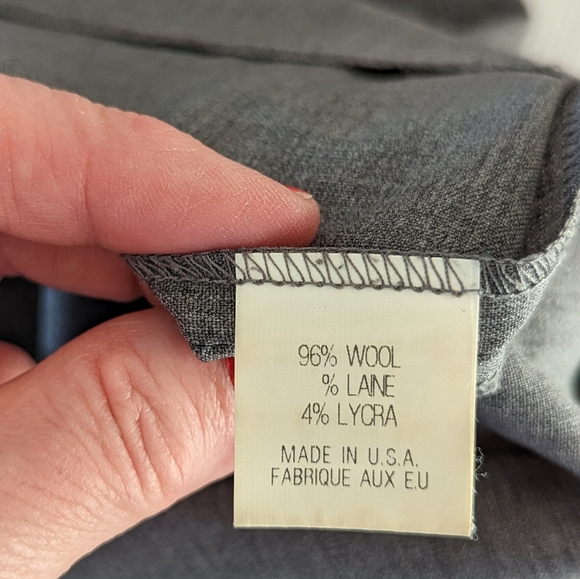 96% WOOL
% LAINE
4% LYCRA
MADE IN U.S.A.
FABRIQUE AUX E.U